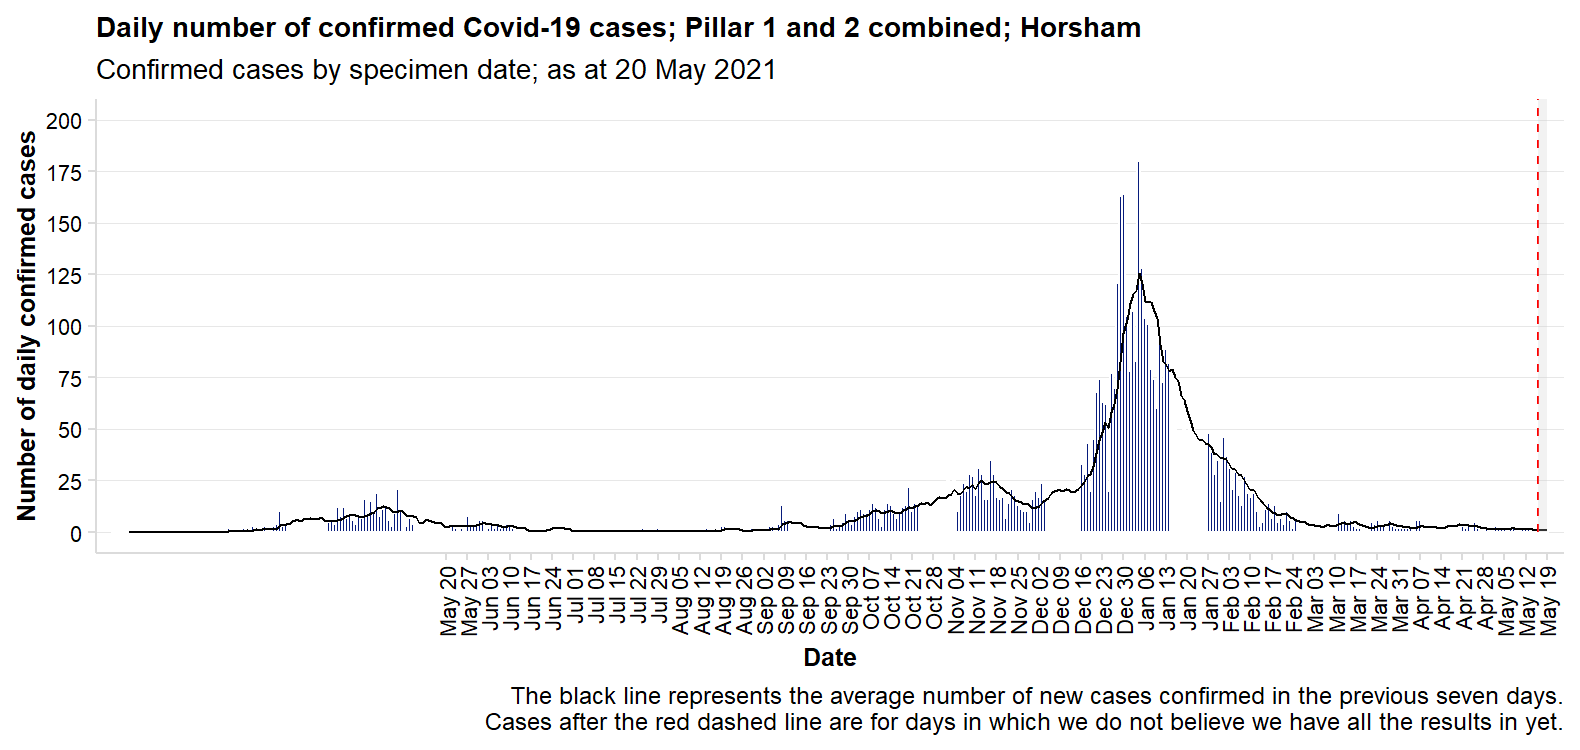 Daily number of confirmed Covid-19 cases; Pillar 1 and 2 combined; Horsham
Confirmed cases by specimen date; as at 20 May 2021
Number of daily confirmed cases
200
175
150
125
100
75
50
25
0
May 20
May 27
Jun 03
Jun 10
Jun 17
Jun 24
Jul 01
Jul 08
Jul 15
Jul 22
Jul 29
Aug 05
Aug 12
Aug 19
Aug 26
Sep 02
Sep 09
Sep 16
Sep 23
Sep 30
Oct 07
Oct 14
Oct 21
Oct 28
Nov 04
Nov 11
Nov 18
Nov 25
Dec 02
Dec 09
Dec 16
Dec 23
Dec 30
Jan 06
Jan 13
Jan 20
Jan 27
Feb 03
Feb 10
Feb 17
Feb 24
Mar 03
Mar 10
Mar 17
Mar 24
Mar 31
Apr 07
Apr 14
Apr 21
Apr 28
May 05
May 12
May 19
Date
The black line represents the average number of new cases confirmed in the previous seven days.
Cases after the red dashed line are for days in which we do not believe we have all the results in yet.